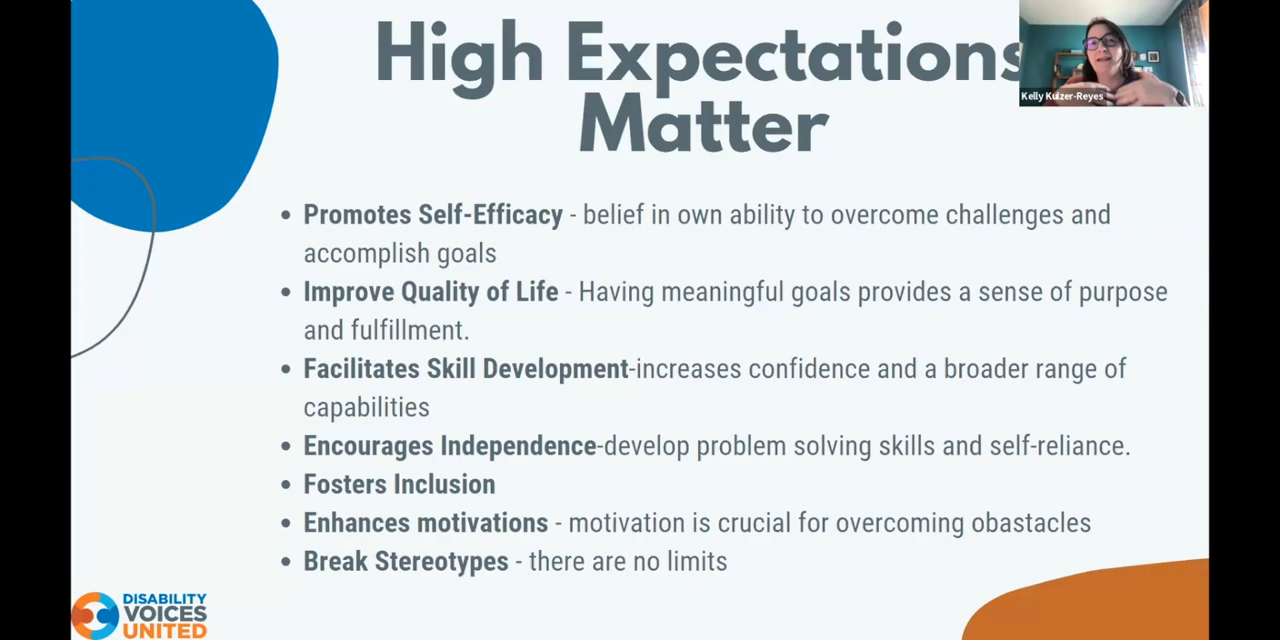 High Expectations
Matter
Kelly Kulzer-Reyes
• Promotes Self-Efficacy - belief in own ability to overcome challenges and
accomplish goals
• Improve Quality of Life - Having meaningful goals provides a sense of purpose
and fulfillment.
• Facilitates Skill Development-increases confidence and a broader range of
capabilities
• Encourages Independence-develop problem solving skills and self-reliance.
• Fosters Inclusion
• Enhances motivations - motivation is crucial for overcoming obastacles
• Break Stereotypes - there are no limits
DISABILITY
VOICES
UNITED